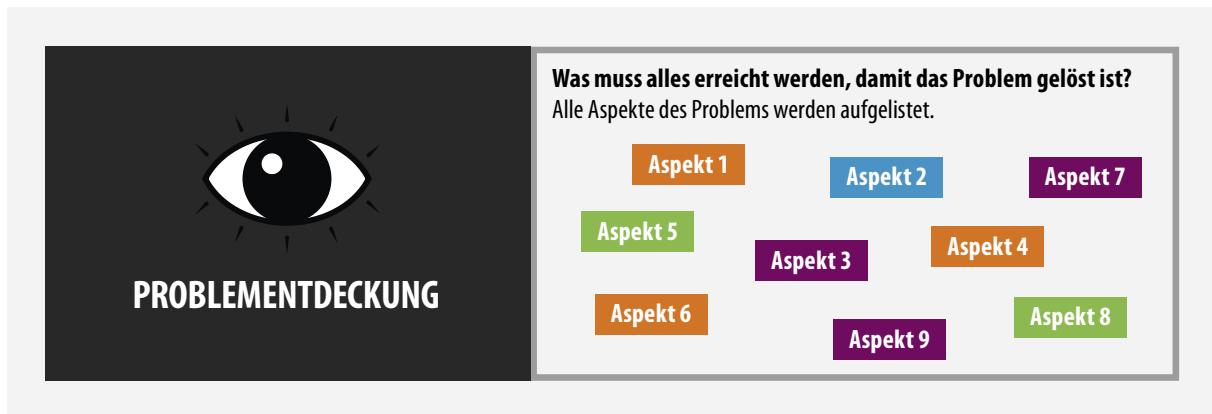 PROBLEMENTDECKUNG
Was muss alles erreicht werden, damit das Problem gelöst ist?
Alle Aspekte des Problems werden aufgelistet.
Aspekt 1
Aspekt 2
Aspekt 7
Aspekt 5
Aspekt 3
Aspekt 4
Aspekt 6
Aspekt 9
Aspekt 8